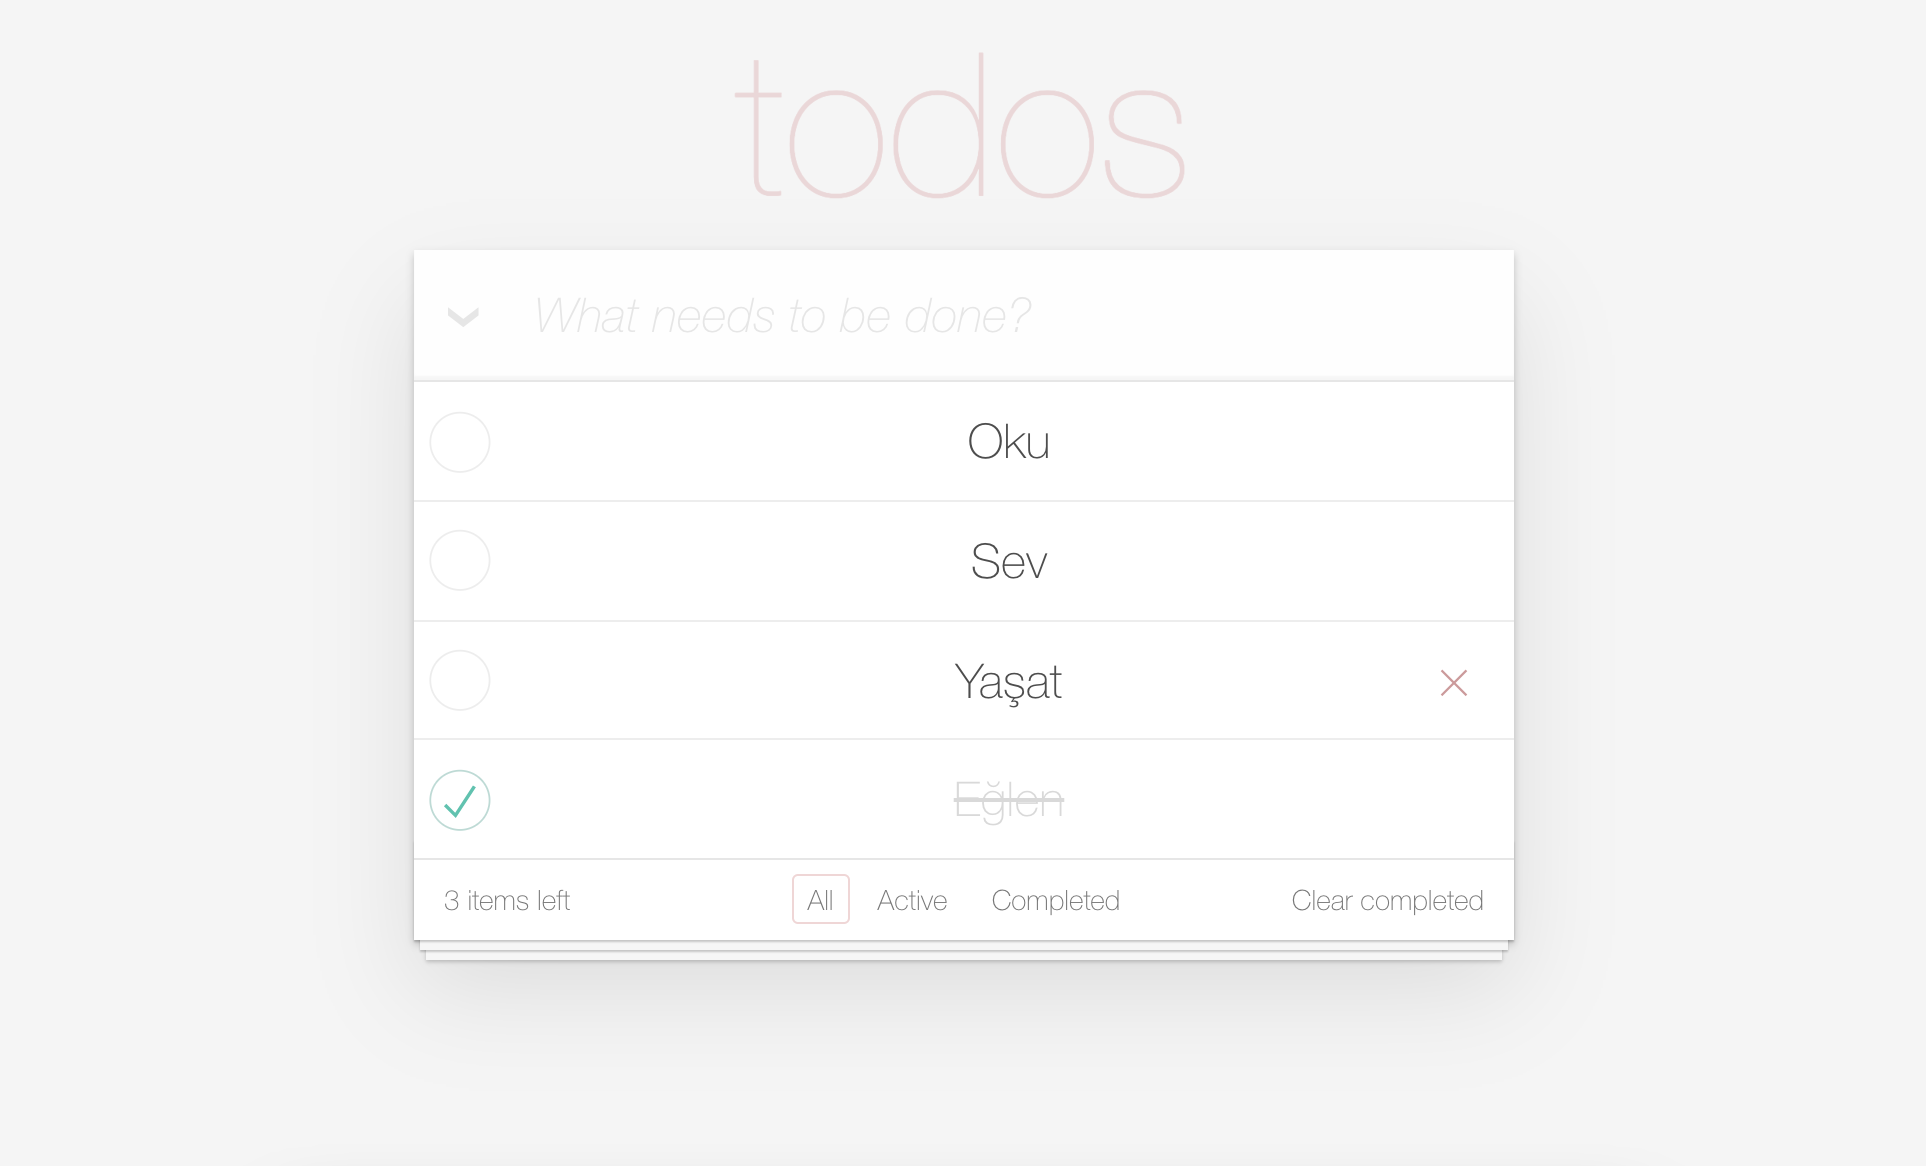 todos
What needs to be done?
Oku
Sev
Yaşat
Eğlen
3 items left All Active Completed Clear completed